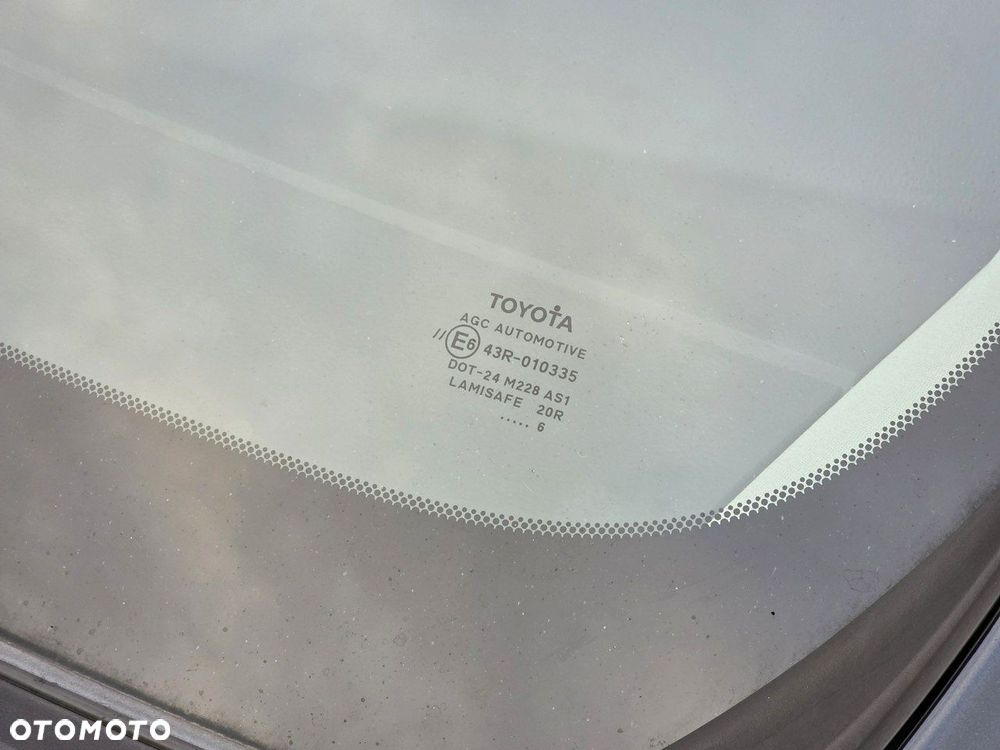 TOYOTA
AGC AUTOMOTIVE
// E6 43R-010335
DOT-24 M228 AS1
LAMISAFE 20R
..... 6
OTOMOTO